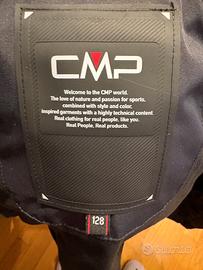 CMP
Welcome to the CMP world.
The love of nature and passion for sports,
combined with style and color.
Inspired garments with a highly technical content.
Real clothing for real people, like you.
Real People, Real products.
128
subito